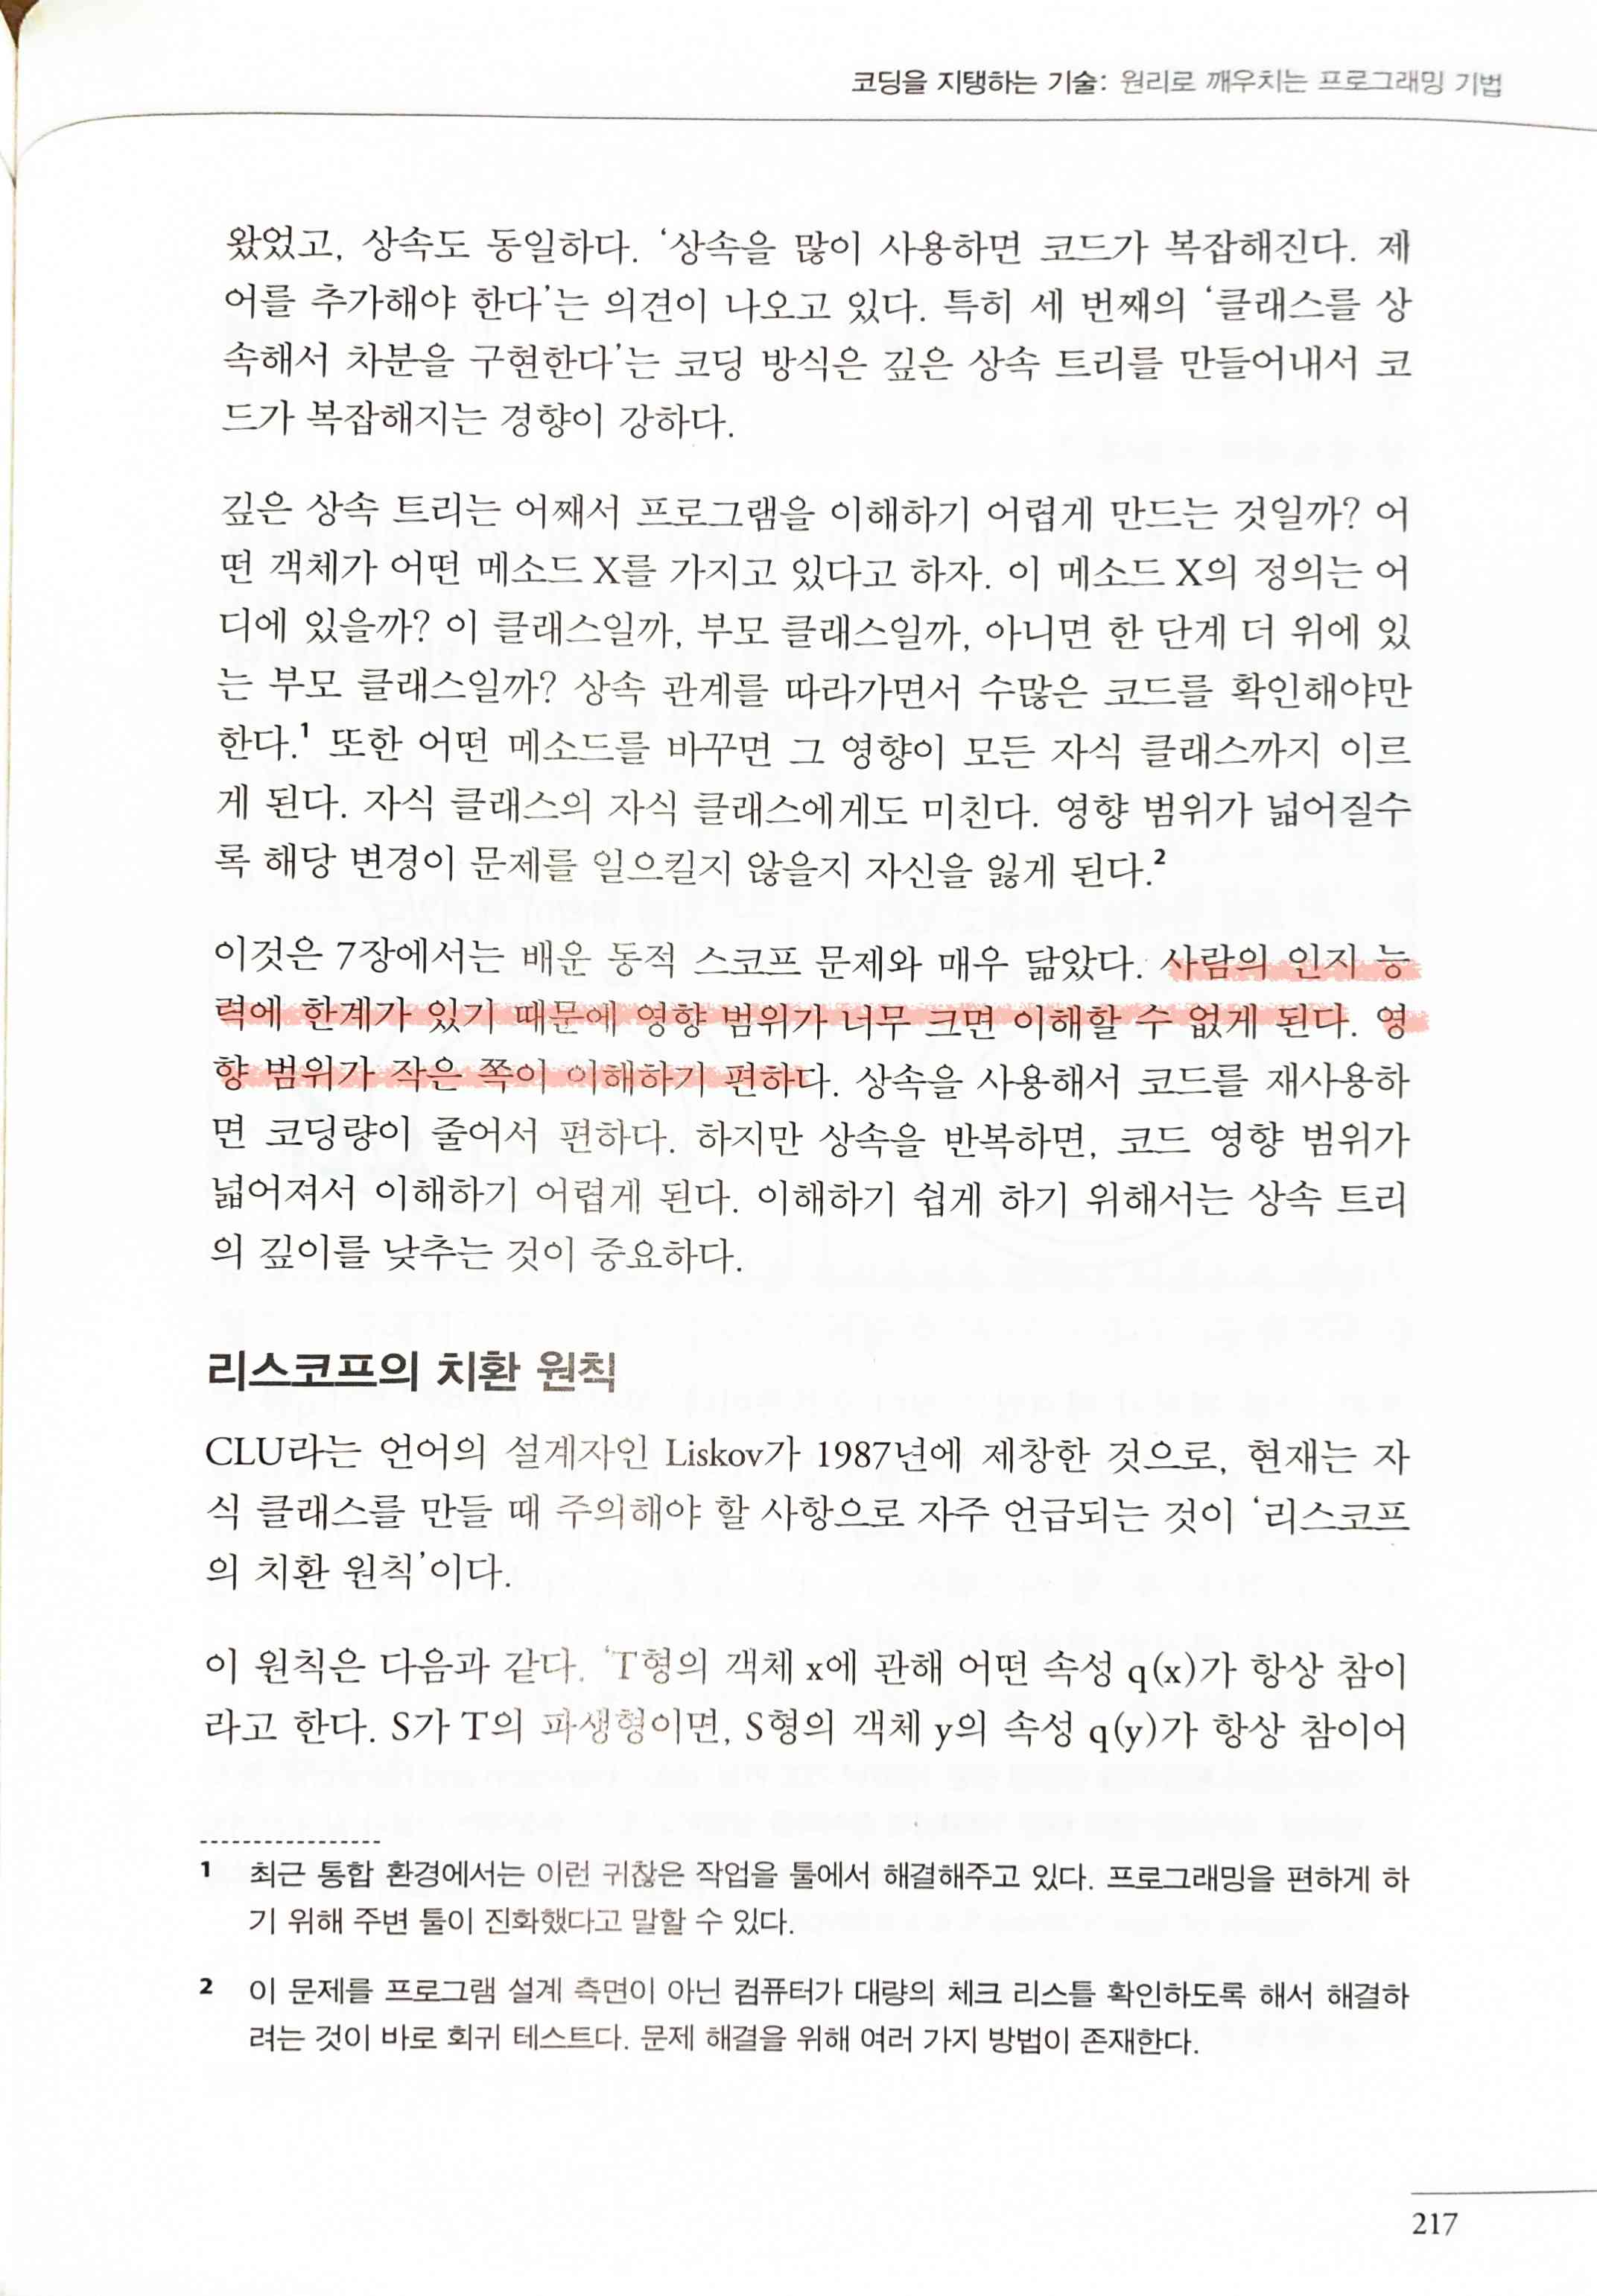 코딩을 지탱하는 기술: 원리로 깨우치는 프로그래밍 기법
왔었고, 상속도 동일하다. ‘상속을 많이 사용하면 코드가 복잡해진다. 제
어를 추가해야 한다’는 의견이 나오고 있다. 특히 세 번째의 ‘클래스를 상
속해서 차분을 구현한다’는 코딩 방식은 깊은 상속 트리를 만들어내서 코
드가 복잡해지는 경향이 강하다.
깊은 상속 트리는 어째서 프로그램을 이해하기 어렵게 만드는 것일까? 어
떤 객체가 어떤 메소드 X를 가지고 있다고 하자. 이 메소드 X의 정의는 어
디에 있을까? 이 클래스일까, 부모 클래스일까, 아니면 한 단계 더 위에 있
는 부모 클래스일까? 상속 관계를 따라가면서 수많은 코드를 확인해야만
한다.¹ 또한 어떤 메소드를 바꾸면 그 영향이 모든 자식 클래스까지 이르
게 된다. 자식 클래스의 자식 클래스에게도 미친다. 영향 범위가 넓어질수
록 해당 변경이 문제를 일으킬지 않을지 자신을 잃게 된다.²
이것은 7장에서는 배운 동적 스코프 문제와 매우 닮았다. 사람의 인지 능
력에 한계가 있기 때문에 영향 범위가 너무 크면 이해할 수 없게 된다. 영
향 범위가 작은 쪽이 이해하기 편하다. 상속을 사용해서 코드를 재사용하
면 코딩량이 줄어서 편하다. 하지만 상속을 반복하면, 코드 영향 범위가
넓어져서 이해하기 어렵게 된다. 이해하기 쉽게 하기 위해서는 상속 트리
의 깊이를 낮추는 것이 중요하다.
리스코프의 치환 원칙
CLU라는 언어의 설계자인 Liskov가 1987년에 제창한 것으로, 현재는 자
식 클래스를 만들 때 주의해야 할 사항으로 자주 언급되는 것이 ‘리스코프
의 치환 원칙’이다.
이 원칙은 다음과 같다. ‘T형의 객체 x에 관해 어떤 속성 q(x)가 항상 참이
라고 한다. S가 T의 파생형이면, S형의 객체 y의 속성 q(y)가 항상 참이어
1 최근 통합 환경에서는 이런 귀찮은 작업을 툴에서 해결해주고 있다. 프로그래밍을 편하게 하
기 위해 주변 툴이 진화했다고 말할 수 있다.
2 이 문제를 프로그램 설계 측면이 아닌 컴퓨터가 대량의 체크 리스틀 확인하도록 해서 해결하
려는 것이 바로 회귀 테스트다. 문제 해결을 위해 여러 가지 방법이 존재한다.
217